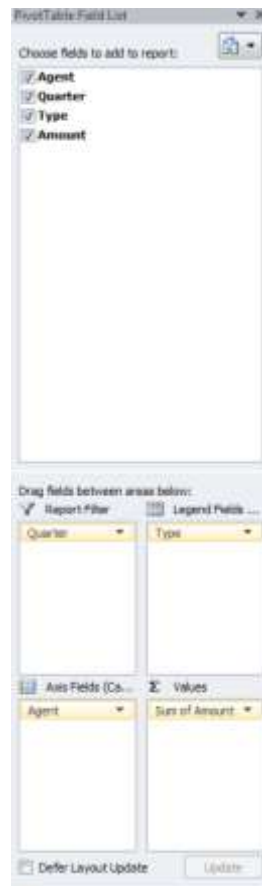 PivotTable Field List
Choose fields to add to report:
Agent
Quarter
Type
Amount
Drag fields between areas below:
Report Filter
Legend Fields ...
Quarter
Type
Axis Fields (Ca...
Σ Values
Agent
Sum of Amount
Defer Layout Update
Update